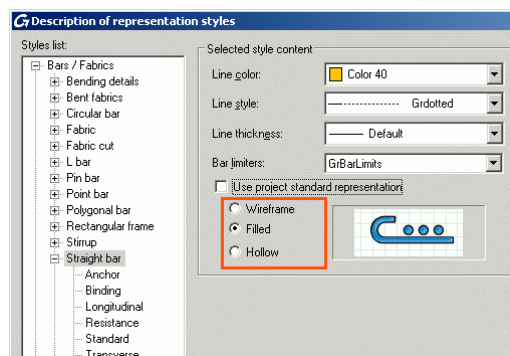 Description of representation styles
Styles list:
Bars / Fabrics
Bending details
Bent fabrics
Circular bar
Fabric
Fabric cut
L bar
Pin bar
Point bar
Polygonal bar
Rectangular frame
Stirrup
Straight bar
Anchor
Binding
Longitudinal
Resistance
Standard
Transverse
Selected style content
Line color: Color 40
Line style: Grdotted
Line thickness: Default
Bar limiters: GrBarLimits
Use project standard representation
Wireframe
Filled
Hollow